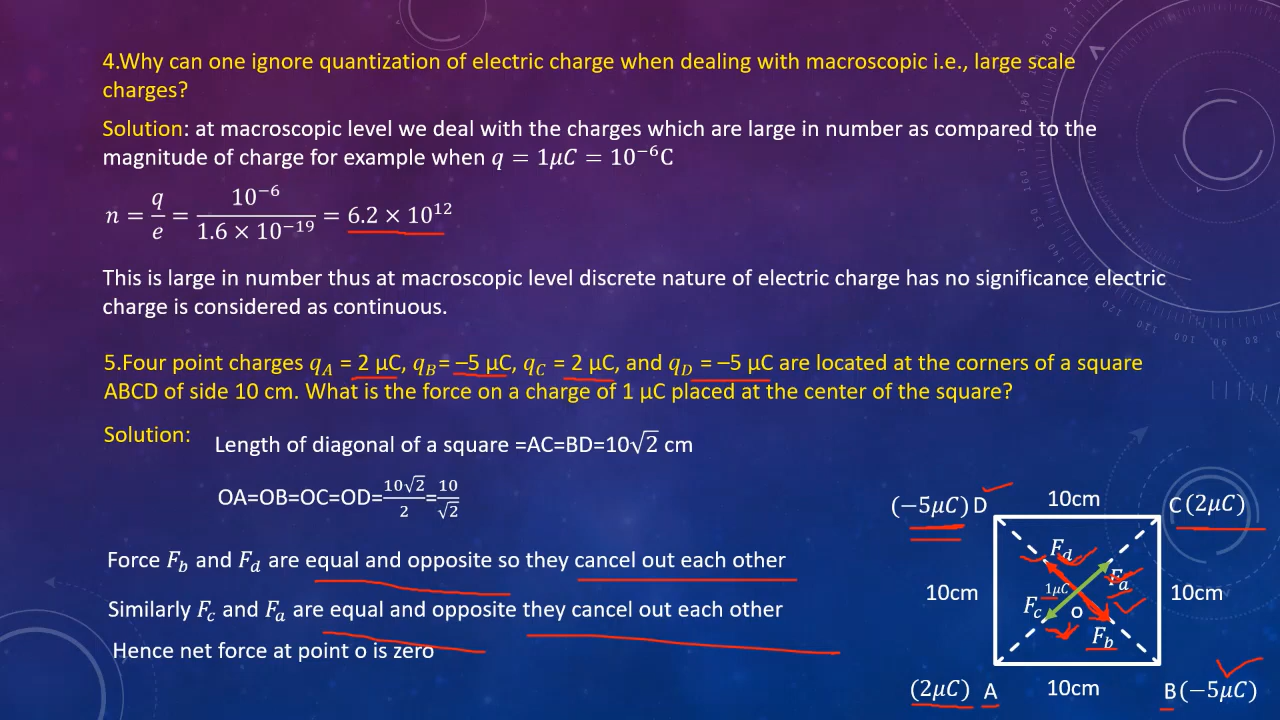 4.Why can one ignore quantization of electric charge when dealing with macroscopic i.e., large scale
charges?
Solution: at macroscopic level we deal with the charges which are large in number as compared to the
magnitude of charge for example when q = 1μC = 10⁻⁶C
n = q/e = 10⁻⁶/(1.6 × 10⁻¹⁹) = 6.2 × 10¹²
This is large in number thus at macroscopic level discrete nature of electric charge has no significance electric
charge is considered as continuous.
5.Four point charges q_A = 2 μC, q_B= –5 μC, q_C = 2 μC, and q_D = –5 μC are located at the corners of a square
ABCD of side 10 cm. What is the force on a charge of 1 μC placed at the center of the square?
Solution:
Length of diagonal of a square =AC=BD=10√2 cm
OA=OB=OC=OD=10√2/2=10/√2
Force F_b and F_d are equal and opposite so they cancel out each other
Similarly F_c and F_a are equal and opposite they cancel out each other
Hence net force at point o is zero
(−5μC) D 10cm C (2μC)
F_d
F_a
10cm 1μC 10cm
F_c O
F_b
(2μC) A 10cm B (−5μC)